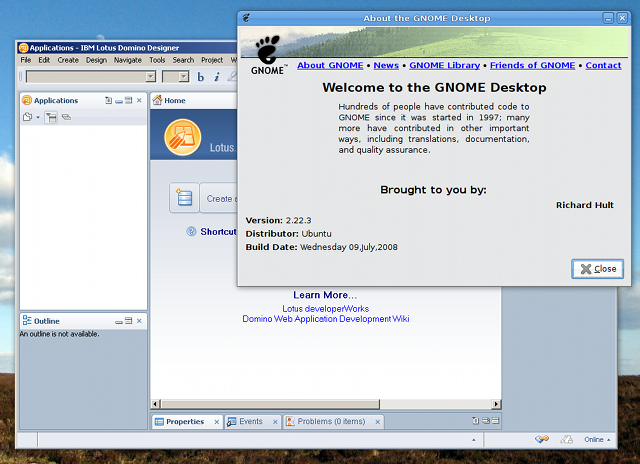 About the GNOME Desktop
Applications - IBM Lotus Domino Designer
File Edit Create Design Navigate Tools Search Project
b i
GNOME™
About GNOME • News • GNOME Library • Friends of GNOME • Contact
Welcome to the GNOME Desktop
Hundreds of people have contributed code to
GNOME since it was started in 1997; many
more have contributed in other important
ways, including translations, documentation,
and quality assurance.
Brought to you by:
Richard Hult
Version: 2.22.3
Distributor: Ubuntu
Build Date: Wednesday 09,July,2008
Close
Applications
Home
Lotus.
Create
Shortcut
Learn More...
Lotus developerWorks
Domino Web Application Development Wiki
Outline
An outline is not available.
Properties Events Problems (0 items)
Online